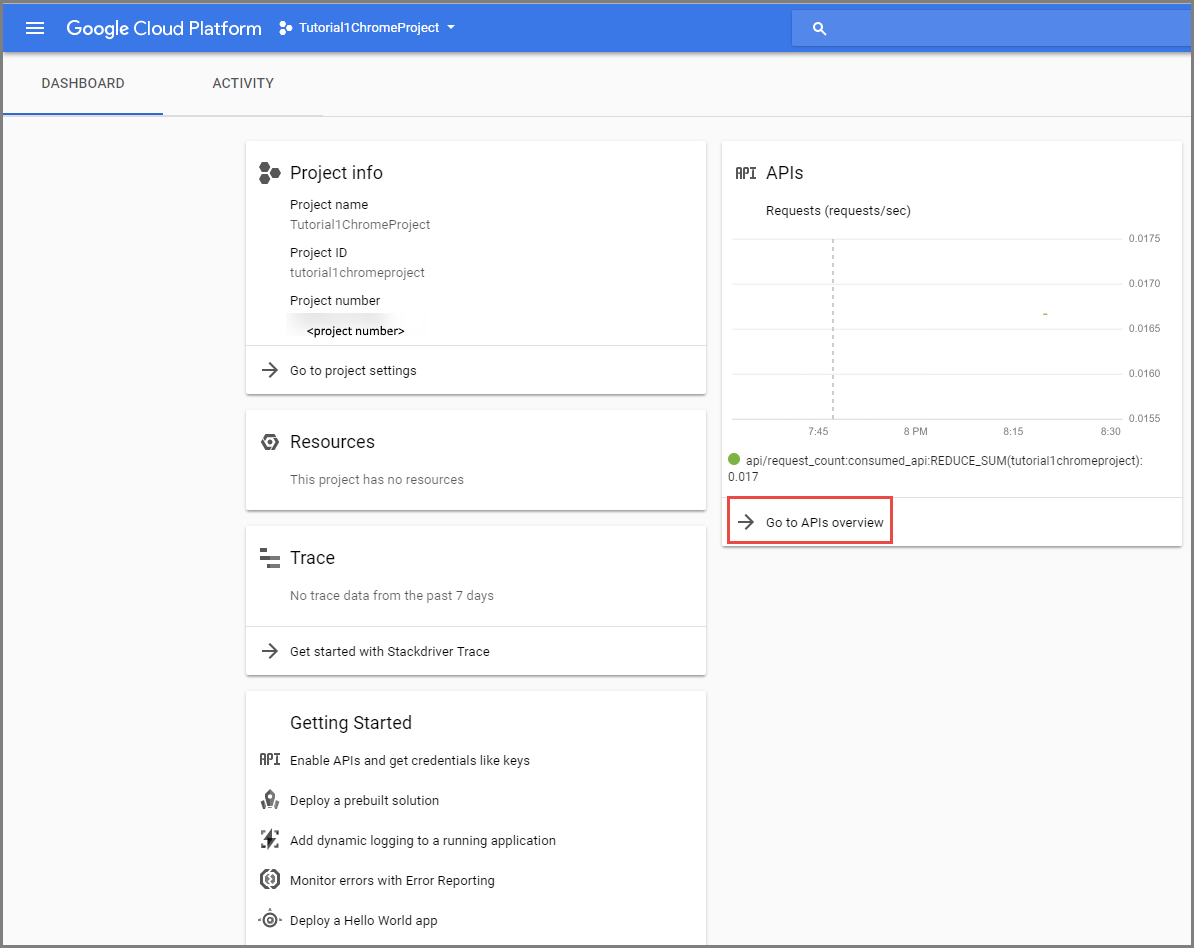 Google Cloud Platform Tutorial1ChromeProject
DASHBOARD ACTIVITY
Project info
Project name
Tutorial1ChromeProject
Project ID
tutorial1chromeproject
Project number
<project number>
Go to project settings
Resources
This project has no resources
Trace
No trace data from the past 7 days
Get started with Stackdriver Trace
Getting Started
API Enable APIs and get credentials like keys
Deploy a prebuilt solution
Add dynamic logging to a running application
Monitor errors with Error Reporting
Deploy a Hello World app
API APIs
Requests (requests/sec)
0.0175
0.0170
0.0165
0.0160
0.0155
7:45 8 PM 8:15 8:30
api/request_count:consumed_api:REDUCE_SUM(tutorial1chromeproject):
0.017
Go to APIs overview